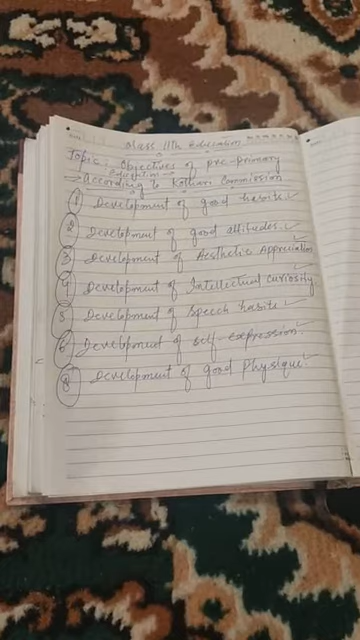 Class 11th Education
Topic: Objectives of pre-primary
Education →
→ According to Kothari Commission
1 Development of good habits.
2 Development of good attitudes.
3 Development of Aesthetic Appreciation
4 Development of Intellectual curiosity
5 Development of Speech habits
6 Development of self-expression.
8 Development of good Physique.